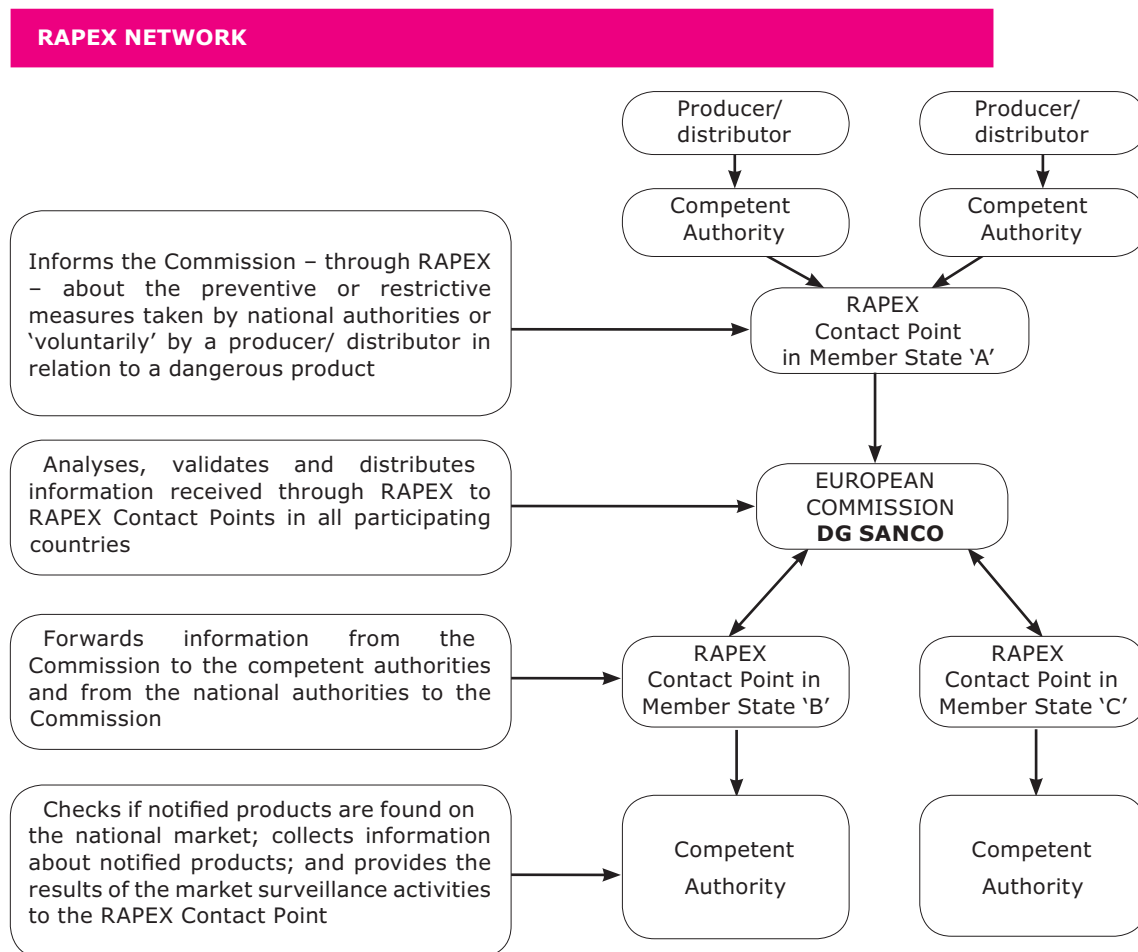 RAPEX NETWORK
Producer/
distributor
Producer/
distributor
Competent
Authority
Competent
Authority
Informs the Commission – through RAPEX
– about the preventive or restrictive
measures taken by national authorities or
‘voluntarily’ by a producer/ distributor in
relation to a dangerous product
RAPEX
Contact Point
in Member State ‘A’
Analyses, validates and distributes
information received through RAPEX to
RAPEX Contact Points in all participating
countries
EUROPEAN
COMMISSION
DG SANCO
Forwards information from the
Commission to the competent authorities
and from the national authorities to the
Commission
RAPEX
Contact Point in
Member State ‘B’
RAPEX
Contact Point in
Member State ‘C’
Checks if notified products are found on
the national market; collects information
about notified products; and provides the
results of the market surveillance activities
to the RAPEX Contact Point
Competent
Authority
Competent
Authority